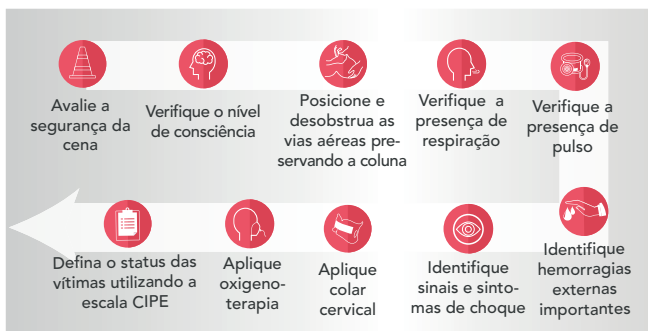 Avalie a
segurança da
cena
Verifique o nível
de consciência
Posicione e
desobstrua as
vias aéreas pre-
servando a coluna
Verifique a
presença de
respiração
Verifique a
presença de
pulso
Identifique
hemorragias
externas
importantes
Identifique
sinais e sinto-
mas de choque
Aplique
colar
cervical
Aplique
oxigeno-
terapia
Defina o status das
vítimas utilizando a
escala CIPE